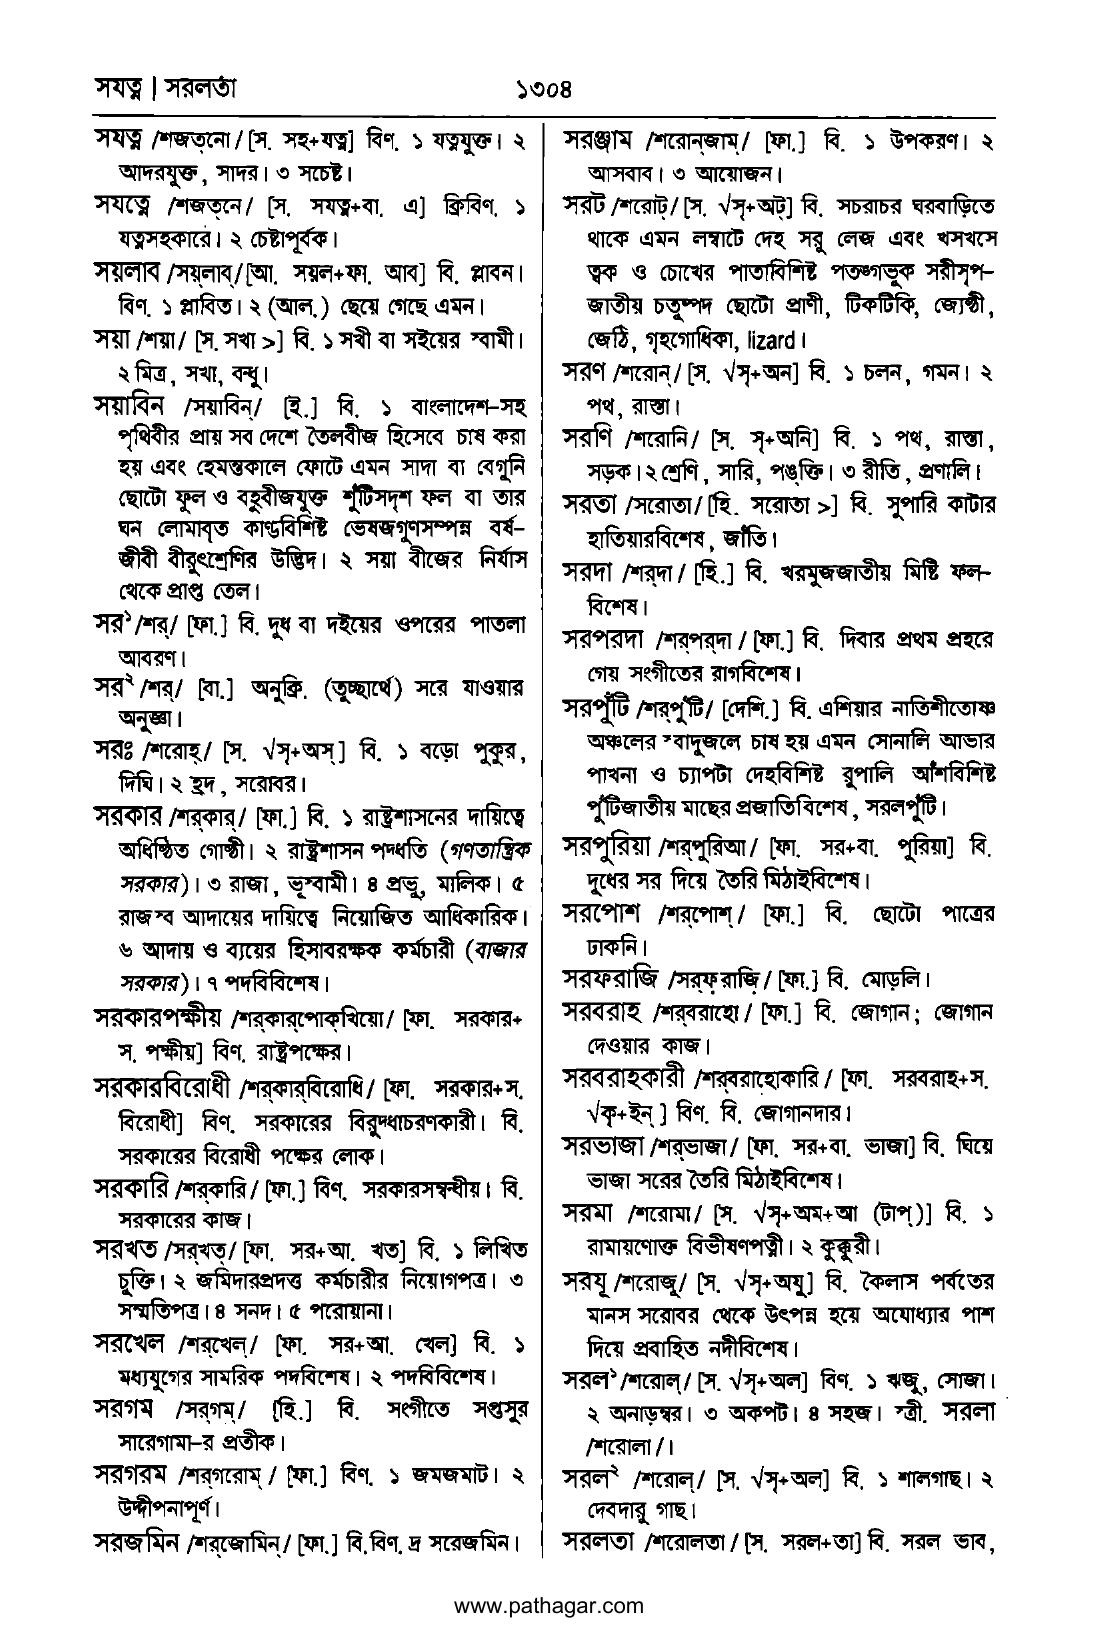 সযত্ন | সরলতা
১৩০৪
সযত্ন /শজত্‌নো/ [স. সহ+যত্ন] বিণ. ১ যত্নযুক্ত। ২
আদরযুক্ত, সাদর। ৩ সচেষ্ট।
সযত্নে /শজত্‌নে/ [স. সযত্ন+বা. এ] ক্রিবিণ. ১
যত্নসহকারে। ২ চেষ্টাপূর্বক।
সয়লাব /সয়্‌লাব্‌/ [আ. সয়ল+ফা. আব] বি. প্লাবন।
বিণ. ১ প্লাবিত। ২ (আল.) ছেয়ে গেছে এমন।
সয়া /শয়া/ [স. সখা >] বি. ১ সখী বা সইয়ের স্বামী।
২ মিত্র, সখা, বন্ধু।
সয়াবিন /সয়াবিন্‌/ [ই.] বি. ১ বাংলাদেশ-সহ
পৃথিবীর প্রায় সব দেশে তৈলবীজ হিসেবে চাষ করা
হয় এবং হেমন্তকালে ফোটে এমন সাদা বা বেগুনি
ছোটো ফুল ও বহুবীজযুক্ত শুঁটিসদৃশ ফল বা তার
ঘন লোমাবৃত কাণ্ডবিশিষ্ট ভেষজগুণসম্পন্ন বর্ষ-
জীবী বীরুৎশ্রেণির উদ্ভিদ। ২ সয়া বীজের নির্যাস
থেকে প্রাপ্ত তেল।
সর১ /শর্‌/ [ফা.] বি. দুধ বা দইয়ের ওপরের পাতলা
আবরণ।
সর২ /শর্‌/ [বা.] অনুক্রি. (তুচ্ছার্থে) সরে যাওয়ার
অনুজ্ঞা।
সরঃ /শরোহ্‌/ [স. √সৃ+অস্‌] বি. ১ বড়ো পুকুর,
দিঘি। ২ হ্রদ, সরোবর।
সরকার /শর্‌কার্‌/ [ফা.] বি. ১ রাষ্ট্রশাসনের দায়িত্বে
অধিষ্ঠিত গোষ্ঠী। ২ রাষ্ট্রশাসন পদ্ধতি (গণতান্ত্রিক
সরকার)। ৩ রাজা, ভূস্বামী। ৪ প্রভু, মালিক। ৫
রাজস্ব আদায়ের দায়িত্বে নিয়োজিত আধিকারিক।
৬ আদায় ও ব্যয়ের হিসাবরক্ষক কর্মচারী (বাজার
সরকার)। ৭ পদবিবিশেষ।
সরকারপক্ষীয় /শর্‌কার্‌পোক্‌খিয়ো/ [ফা. সরকার+
স. পক্ষীয়] বিণ. রাষ্ট্রপক্ষের।
সরকারবিরোধী /শর্‌কার্‌বিরোধি/ [ফা. সরকার+স.
বিরোধী] বিণ. সরকারের বিরুদ্ধাচরণকারী। বি.
সরকারের বিরোধী পক্ষের লোক।
সরকারি /শর্‌কারি/ [ফা.] বিণ. সরকারসম্বন্ধীয়। বি.
সরকারের কাজ।
সরখত /সর্‌খত্‌/ [ফা. সর+আ. খত] বি. ১ লিখিত
চুক্তি। ২ জমিদারপ্রদত্ত কর্মচারীর নিয়োগপত্র। ৩
সম্মতিপত্র। ৪ সনদ। ৫ পরোয়ানা।
সরখেল /শর্‌খেল্‌/ [ফা. সর+আ. খেল] বি. ১
মধ্যযুগের সামরিক পদবিশেষ। ২ পদবিবিশেষ।
সরগম /সর্‌গম্‌/ [হি.] বি. সংগীতে সপ্তসুর
সারেগামা-র প্রতীক।
সরগরম /শর্‌গরোম্‌/ [ফা.] বিণ. ১ জমজমাট। ২
উদ্দীপনাপূর্ণ।
সরজমিন /শর্‌জোমিন্‌/ [ফা.] বি.বিণ. দ্র সরেজমিন।
সরঞ্জাম /শরোন্‌জাম্‌/ [ফা.] বি. ১ উপকরণ। ২
আসবাব। ৩ আয়োজন।
সরট /শরোট্‌/ [স. √সৃ+অট্‌] বি. সচরাচর ঘরবাড়িতে
থাকে এমন লম্বাটে দেহ সরু লেজ এবং খসখসে
ত্বক ও চোখের পাতাবিশিষ্ট পতঙ্গভুক সরীসৃপ-
জাতীয় চতুষ্পদ ছোটো প্রাণী, টিকটিকি, জ্যেষ্ঠী,
জেঠি, গৃহগোধিকা, lizard।
সরণ /শরোন্‌/ [স. √সৃ+অন] বি. ১ চলন, গমন। ২
পথ, রাস্তা।
সরণি /শরোনি/ [স. সৃ+অনি] বি. ১ পথ, রাস্তা,
সড়ক। ২ শ্রেণি, সারি, পঙ্‌ক্তি। ৩ রীতি, প্রণালি।
সরতা /সরোতা/ [হি. সরোতা >] বি. সুপারি কাটার
হাতিয়ারবিশেষ, জাঁতি।
সরদা /শর্‌দা/ [হি.] বি. খরমুজজাতীয় মিষ্টি ফল-
বিশেষ।
সরপরদা /শর্‌পর্‌দা/ [ফা.] বি. দিবার প্রথম প্রহরে
গেয় সংগীতের রাগবিশেষ।
সরপুঁটি /শর্‌পুঁটি/ [দেশি.] বি. এশিয়ার নাতিশীতোষ্ণ
অঞ্চলের স্বাদুজলে চাষ হয় এমন সোনালি আভার
পাখনা ও চ্যাপটা দেহবিশিষ্ট রুপালি আঁশবিশিষ্ট
পুঁটিজাতীয় মাছের প্রজাতিবিশেষ, সরলপুঁটি।
সরপুরিয়া /শর্‌পুরিআ/ [ফা. সর+বা. পুরিয়া] বি.
দুধের সর দিয়ে তৈরি মিঠাইবিশেষ।
সরপোশ /শর্‌পোশ্‌/ [ফা.] বি. ছোটো পাত্রের
ঢাকনি।
সরফরাজি /সর্‌ফ্‌রাজি/ [ফা.] বি. মোড়লি।
সরবরাহ /শর্‌বরাহো/ [ফা.] বি. জোগান; জোগান
দেওয়ার কাজ।
সরবরাহকারী /শর্‌বরাহোকারি/ [ফা. সরবরাহ+স.
√কৃ+ইন্‌] বিণ. বি. জোগানদার।
সরভাজা /শর্‌ভাজা/ [ফা. সর+বা. ভাজা] বি. ঘিয়ে
ভাজা সরের তৈরি মিঠাইবিশেষ।
সরমা /শরোমা/ [স. √সৃ+অম+আ (টাপ্‌)] বি. ১
রামায়ণোক্ত বিভীষণপত্নী। ২ কুক্কুরী।
সরযূ /শরোজু/ [স. √সৃ+অযূ] বি. কৈলাস পর্বতের
মানস সরোবর থেকে উৎপন্ন হয়ে অযোধ্যার পাশ
দিয়ে প্রবাহিত নদীবিশেষ।
সরল১ /শরোল্‌/ [স. √সৃ+অল] বিণ. ১ ঋজু, সোজা।
২ অনাড়ম্বর। ৩ অকপট। ৪ সহজ। স্ত্রী. সরলা
/শরোলা/।
সরল২ /শরোল্‌/ [স. √সৃ+অল] বি. ১ শালগাছ। ২
দেবদারু গাছ।
সরলতা /শরোলতা/ [স. সরল+তা] বি. সরল ভাব,
www.pathagar.com